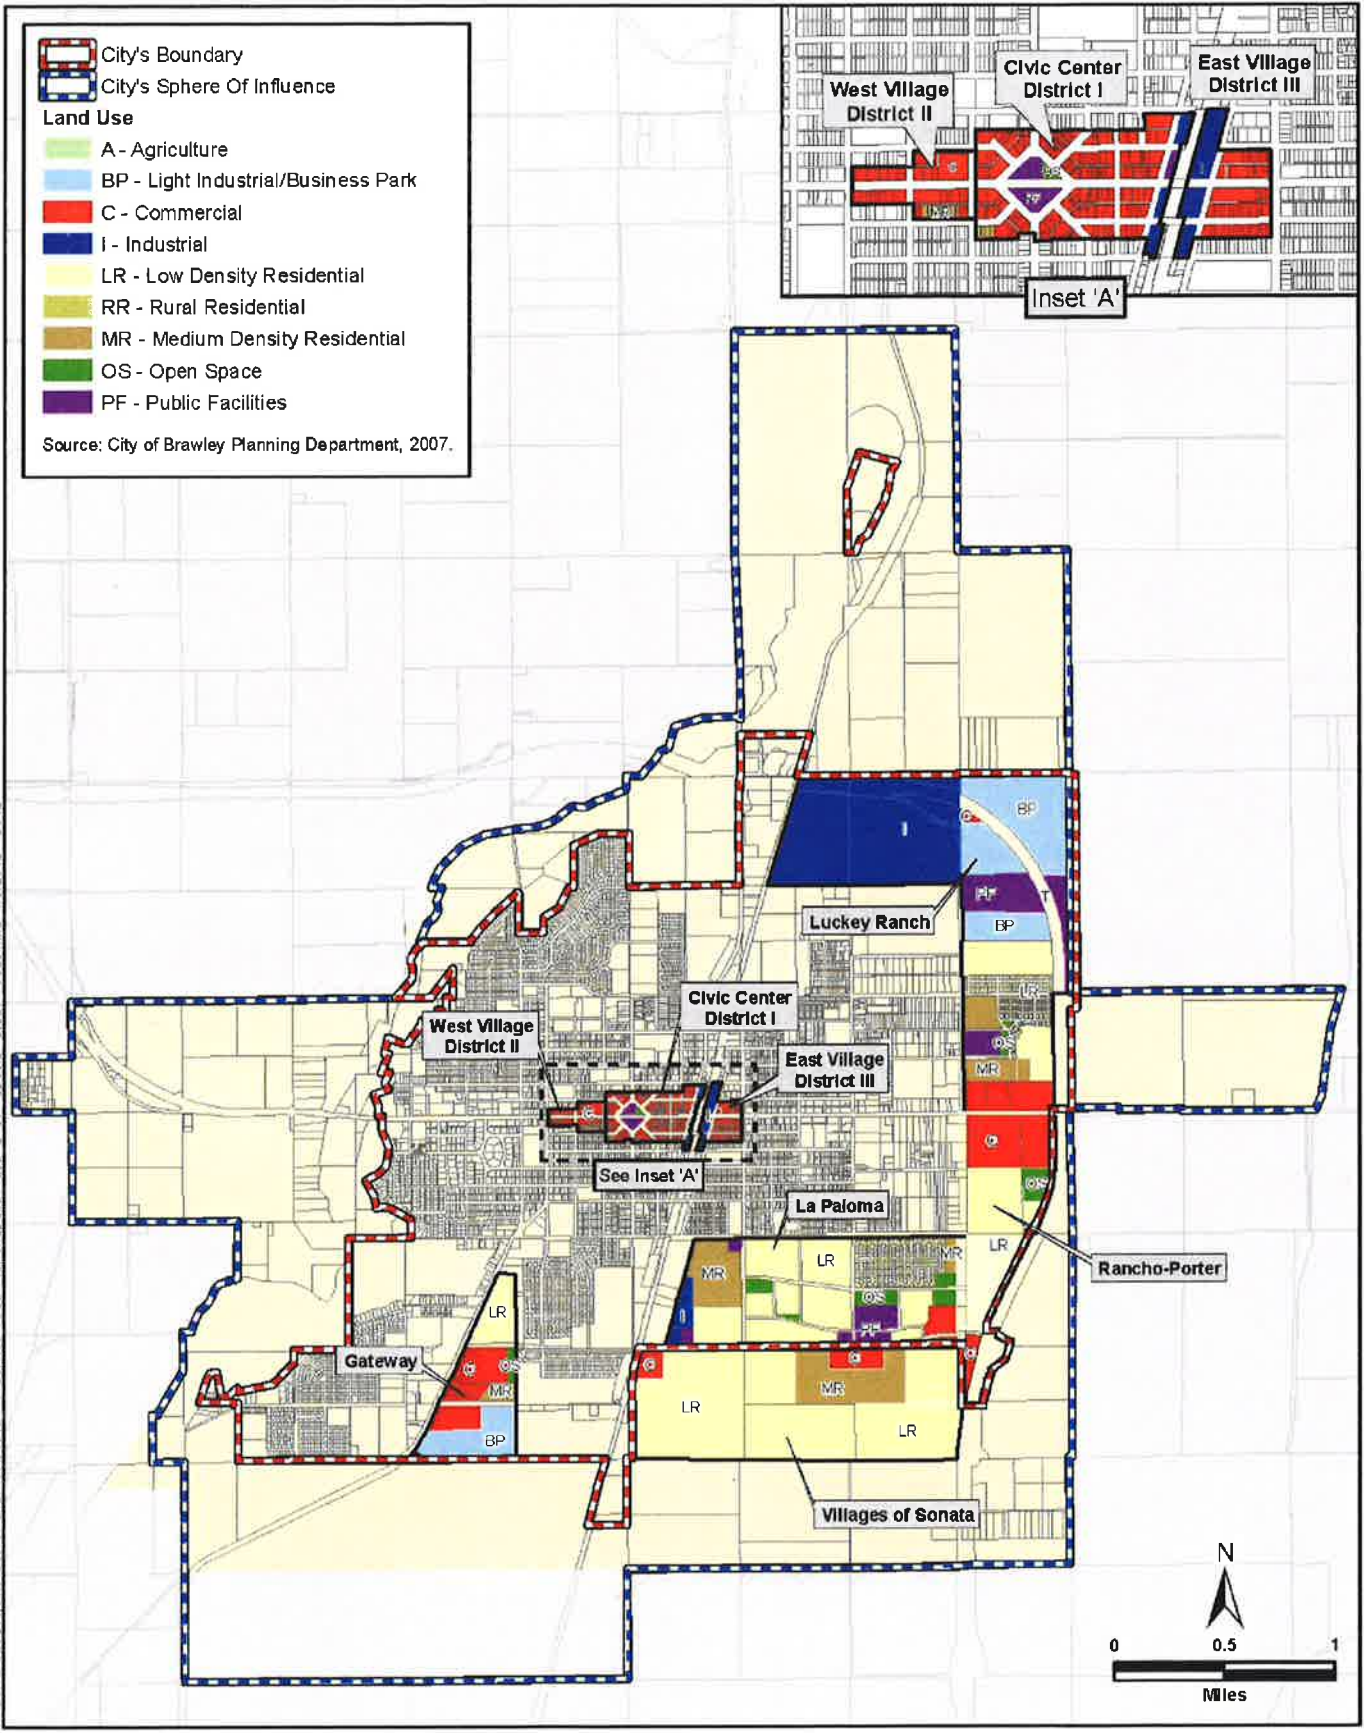 City's Boundary
City's Sphere Of Influence
Land Use
A - Agriculture
BP - Light Industrial/Business Park
C - Commercial
I - Industrial
LR - Low Density Residential
RR - Rural Residential
MR - Medium Density Residential
OS - Open Space
PF - Public Facilities
Source: City of Brawley Planning Department, 2007.
West Village
District II
Civic Center
District I
East Village
District III
C
PF
Inset 'A'
I
C
BP
PF
T
BP
Luckey Ranch
LR
OS
MR
C
OS
LR
Rancho-Porter
Civic Center
District I
West Village
District II
East Village
District III
C
See Inset 'A'
La Paloma
MR
LR
MR
OS
PF
I
LR
Gateway
C
OS
MR
BP
C
C
C
MR
LR
LR
Villages of Sonata
N
0
0.5
1
Miles